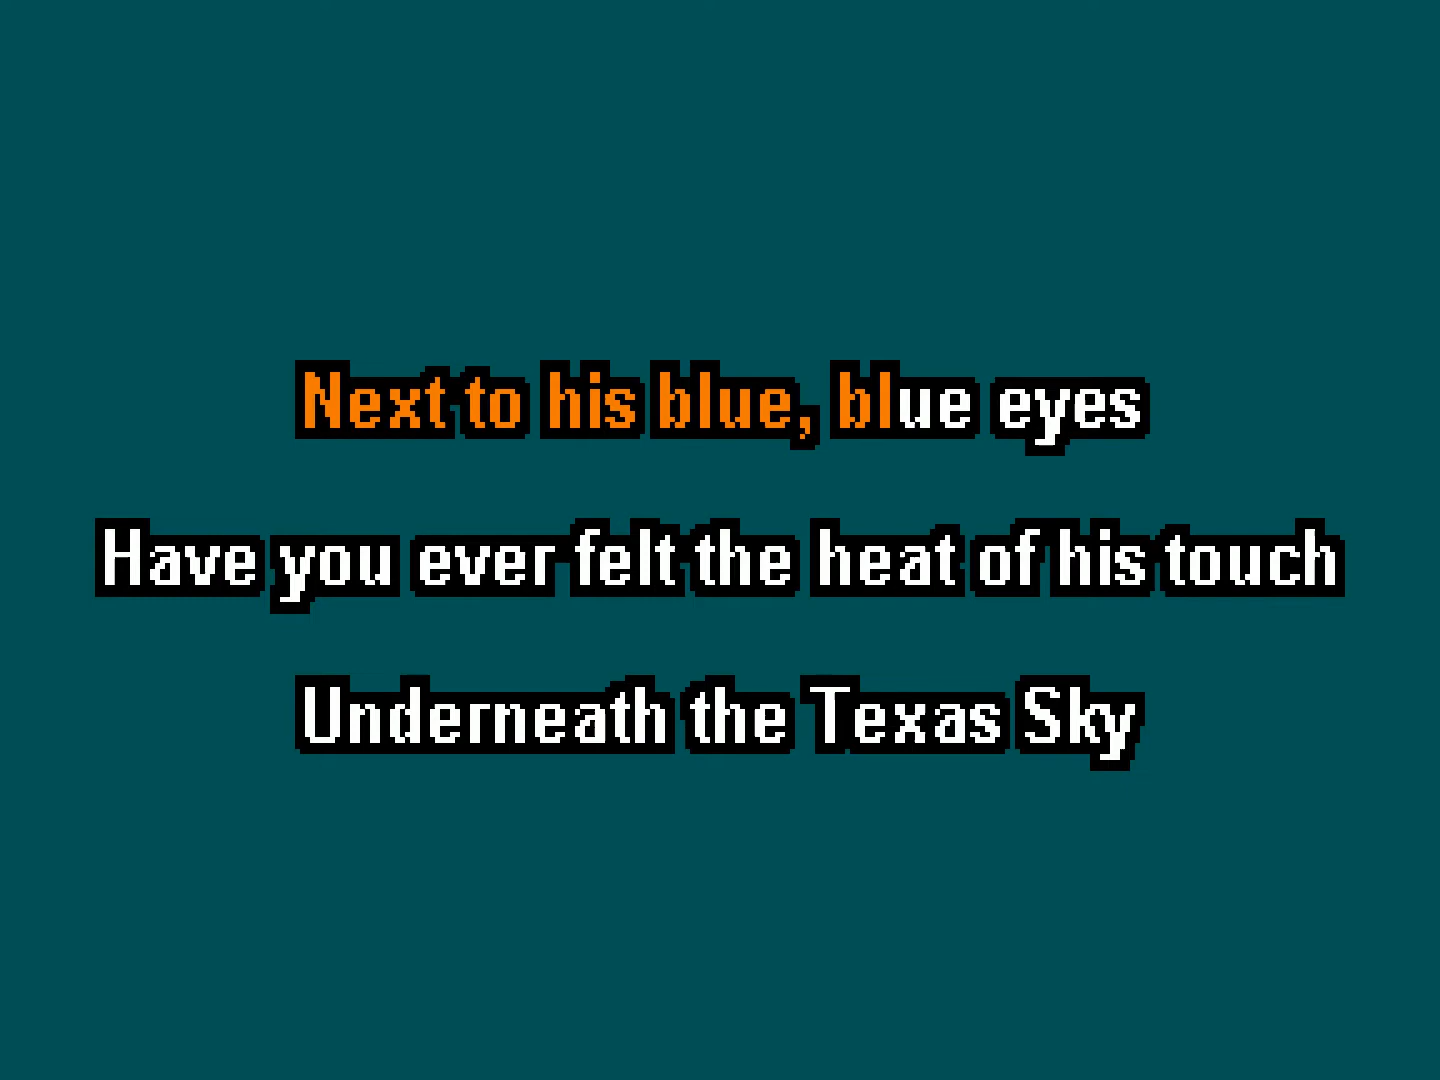 Next to his blue, blue eyes
Have you ever felt the heat of his touch
Underneath the Texas Sky